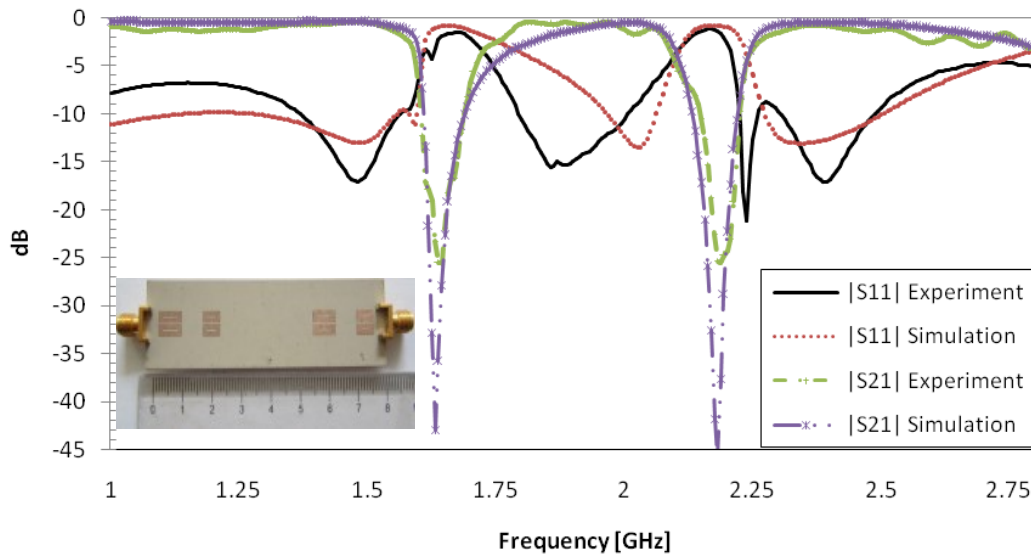 0
-5
-10
-15
-20
-25
-30
-35
-40
-45
dB
1
1.25
1.5
1.75
2
2.25
2.5
2.75
Frequency [GHz]
|S11| Experiment
|S11| Simulation
|S21| Experiment
|S21| Simulation
0 1 2 3 4 5 6 7 8